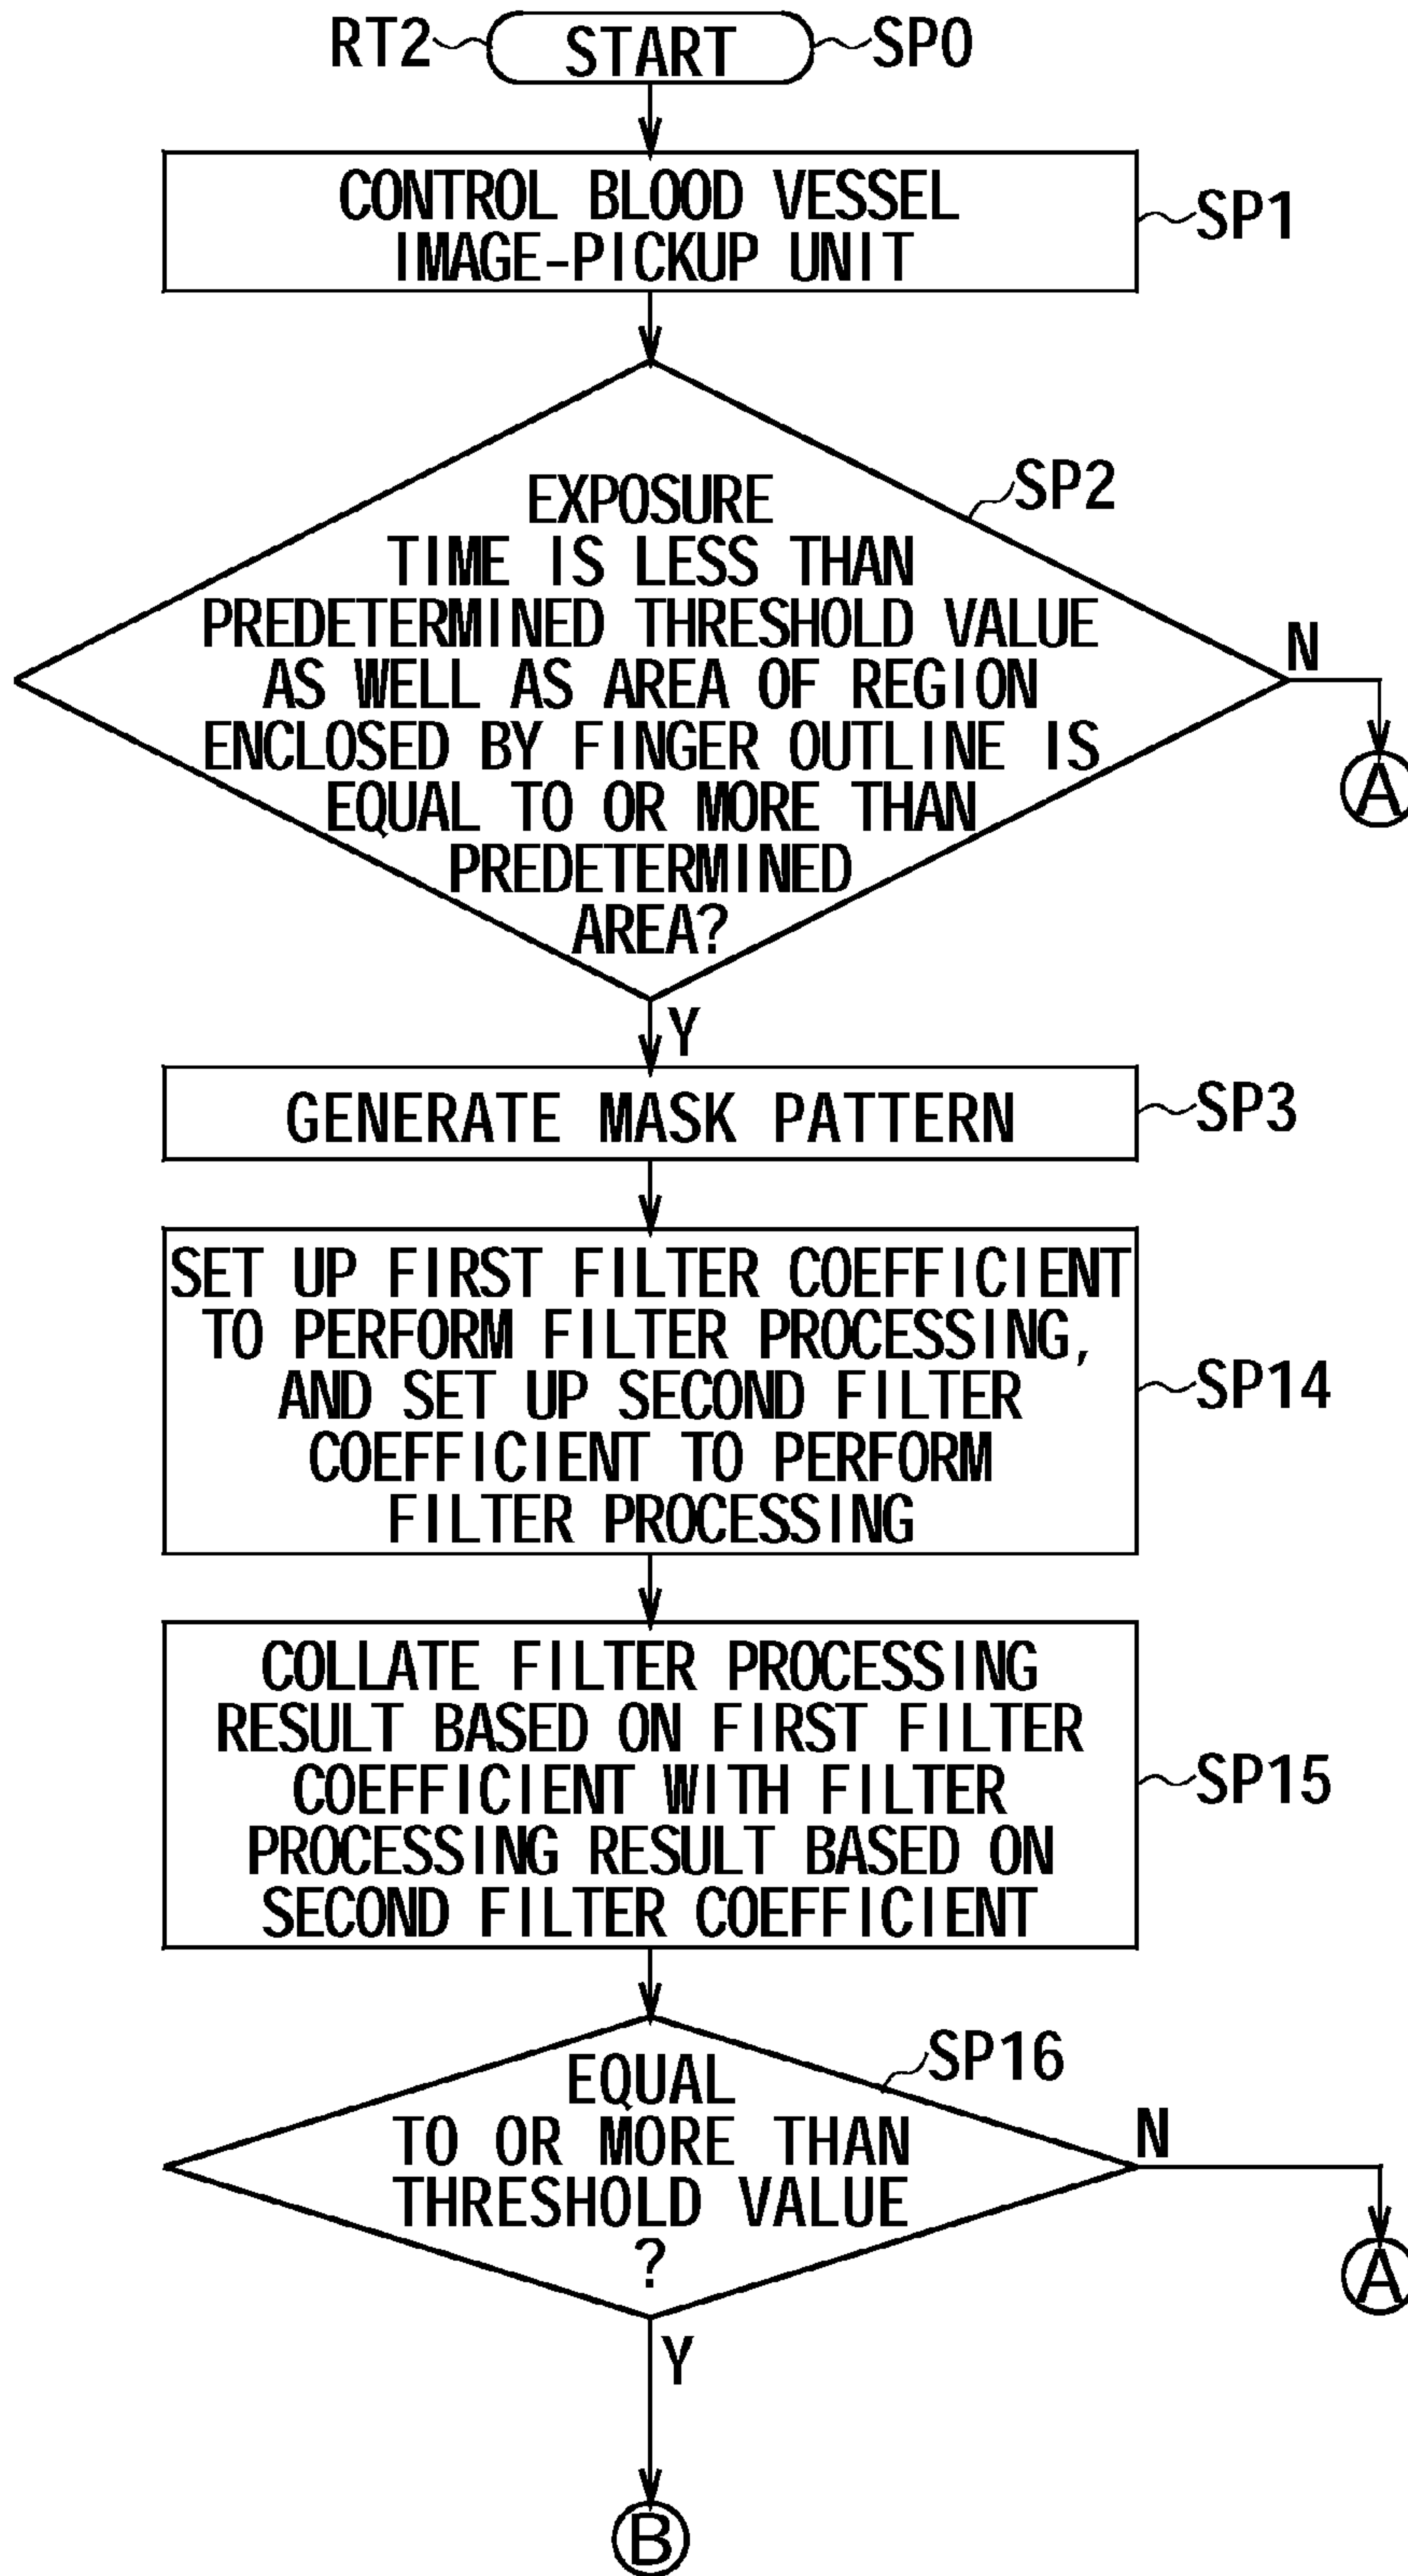 RT2 START SP0
CONTROL BLOOD VESSEL
IMAGE-PICKUP UNIT
SP1
SP2
EXPOSURE
TIME IS LESS THAN
PREDETERMINED THRESHOLD VALUE
AS WELL AS AREA OF REGION
ENCLOSED BY FINGER OUTLINE IS
EQUAL TO OR MORE THAN
PREDETERMINED
AREA?
N
A
Y
GENERATE MASK PATTERN
SP3
SET UP FIRST FILTER COEFFICIENT
TO PERFORM FILTER PROCESSING,
AND SET UP SECOND FILTER
COEFFICIENT TO PERFORM
FILTER PROCESSING
SP14
COLLATE FILTER PROCESSING
RESULT BASED ON FIRST FILTER
COEFFICIENT WITH FILTER
PROCESSING RESULT BASED ON
SECOND FILTER COEFFICIENT
SP15
SP16
EQUAL
TO OR MORE THAN
THRESHOLD VALUE
?
N
A
Y
B